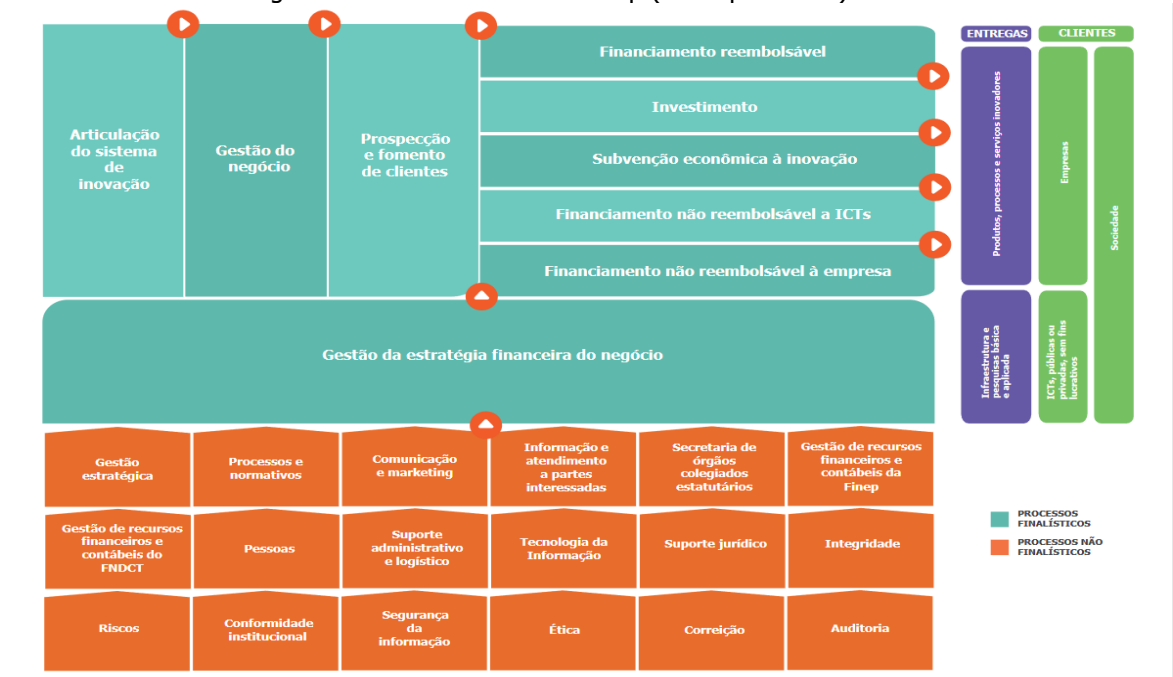 Financiamento reembolsável
Investimento
Subvenção econômica à inovação
Financiamento não reembolsável a ICTs
Financiamento não reembolsável à empresa
Articulação
do sistema
de
inovação
Gestão do
negócio
Prospecção
e fomento
de clientes
Gestão da estratégia financeira do negócio
ENTREGAS
CLIENTES
Produtos, processos e serviços inovadores
Empresas
Sociedade
Infraestrutura e
pesquisas básica
e aplicada
ICTs, públicas ou
privadas, sem fins
lucrativos
Gestão
estratégica
Processos e
normativos
Comunicação
e marketing
Informação e
atendimento
a partes
interessadas
Secretaria de
órgãos
colegiados
estatutários
Gestão de recursos
financeiros e
contábeis da
Finep
Gestão de recursos
financeiros e
contábeis do
FNDCT
Pessoas
Suporte
administrativo
e logístico
Tecnologia da
Informação
Suporte jurídico
Integridade
Riscos
Conformidade
institucional
Segurança
da
informação
Ética
Correição
Auditoria
PROCESSOS
FINALÍSTICOS
PROCESSOS NÃO
FINALÍSTICOS